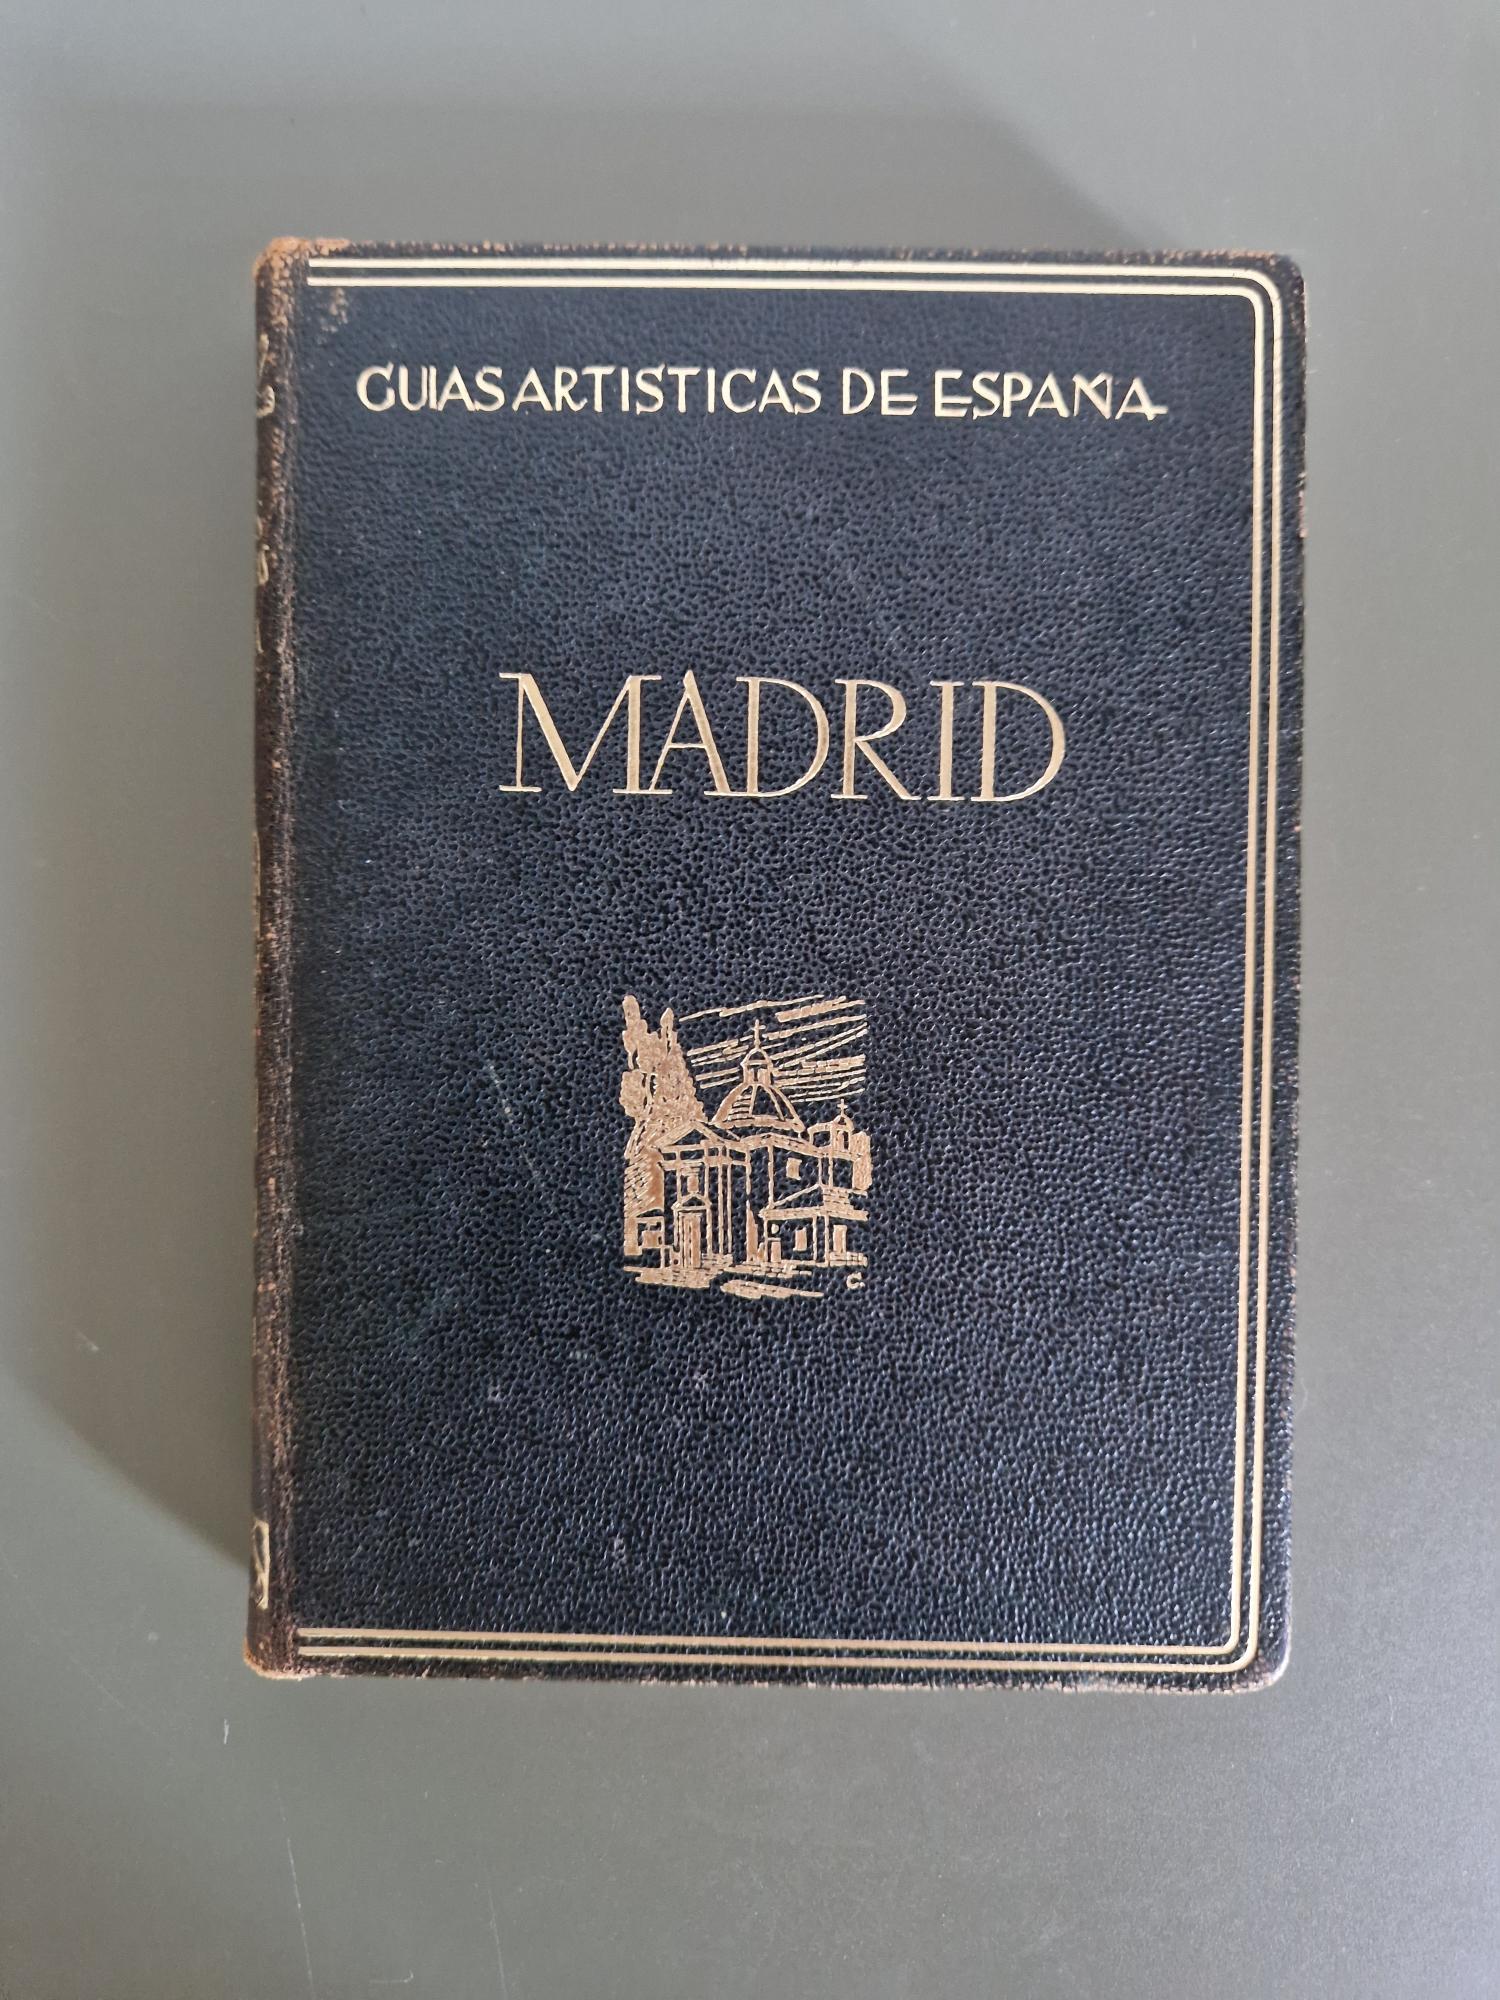 GUIAS ARTISTICAS DE ESPAÑA
MADRID
C.